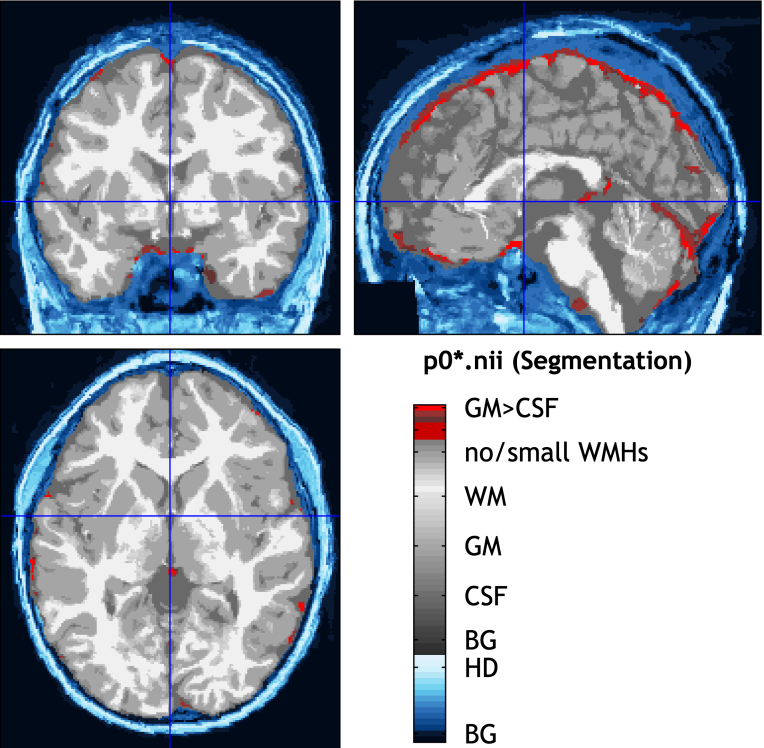 p0*.nii (Segmentation)
GM>CSF
no/small WMHs
WM
GM
CSF
BG
HD
BG